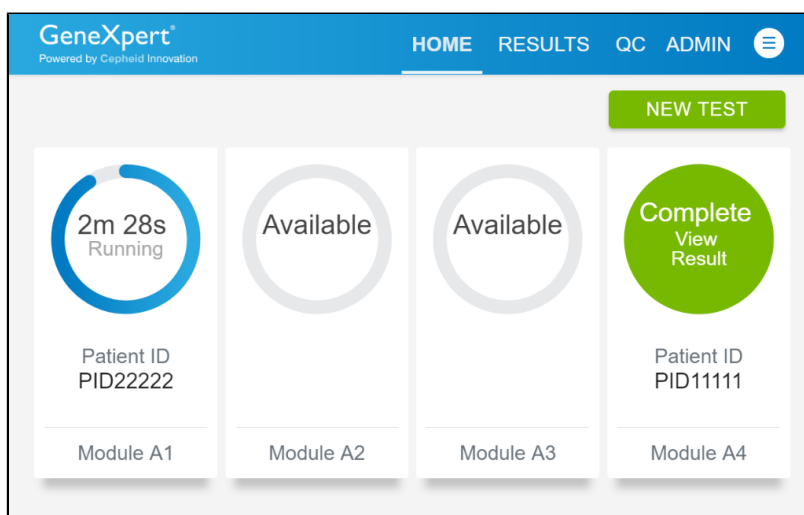 GeneXpert®
Powered by Cepheid Innovation
HOME RESULTS QC ADMIN
NEW TEST
2m 28s
Running
Patient ID
PID22222
Module A1
Available
Module A2
Available
Module A3
Complete
View
Result
Patient ID
PID11111
Module A4